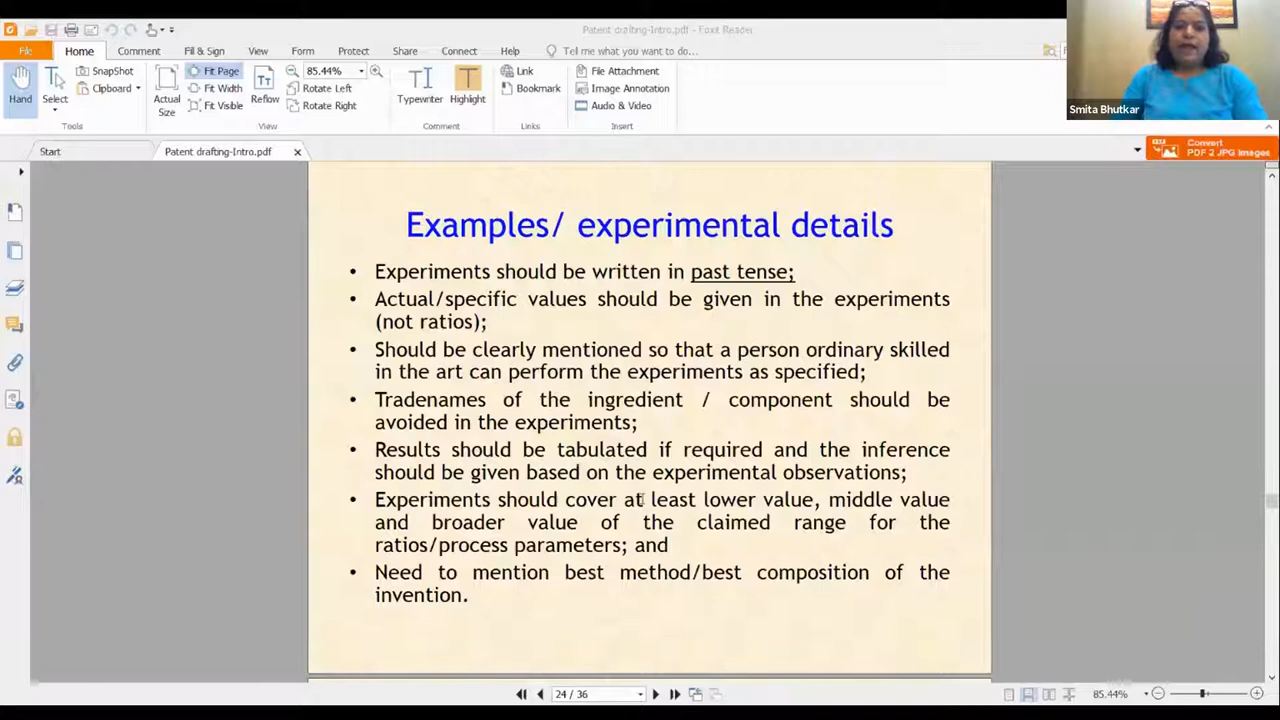 Patent drafting-Intro.pdf - Foxit Reader
File Home Comment Fill & Sign View Form Protect Share Connect Help Tell me what you want to do...
Hand
Select
SnapShot
Clipboard
Tools
Actual Size
Fit Page
Fit Width
Fit Visible
Reflow
85.44%
Rotate Left
Rotate Right
View
Typewriter
Highlight
Comment
Link
Bookmark
Links
File Attachment
Image Annotation
Audio & Video
Insert
Smita Bhutkar
Start
Patent drafting-Intro.pdf
Convert
PDF 2 JPG Images
Examples/ experimental details
• Experiments should be written in past tense;
• Actual/specific values should be given in the experiments
(not ratios);
• Should be clearly mentioned so that a person ordinary skilled
in the art can perform the experiments as specified;
• Tradenames of the ingredient / component should be
avoided in the experiments;
• Results should be tabulated if required and the inference
should be given based on the experimental observations;
• Experiments should cover at least lower value, middle value
and broader value of the claimed range for the
ratios/process parameters; and
• Need to mention best method/best composition of the
invention.
24 / 36
85.44%